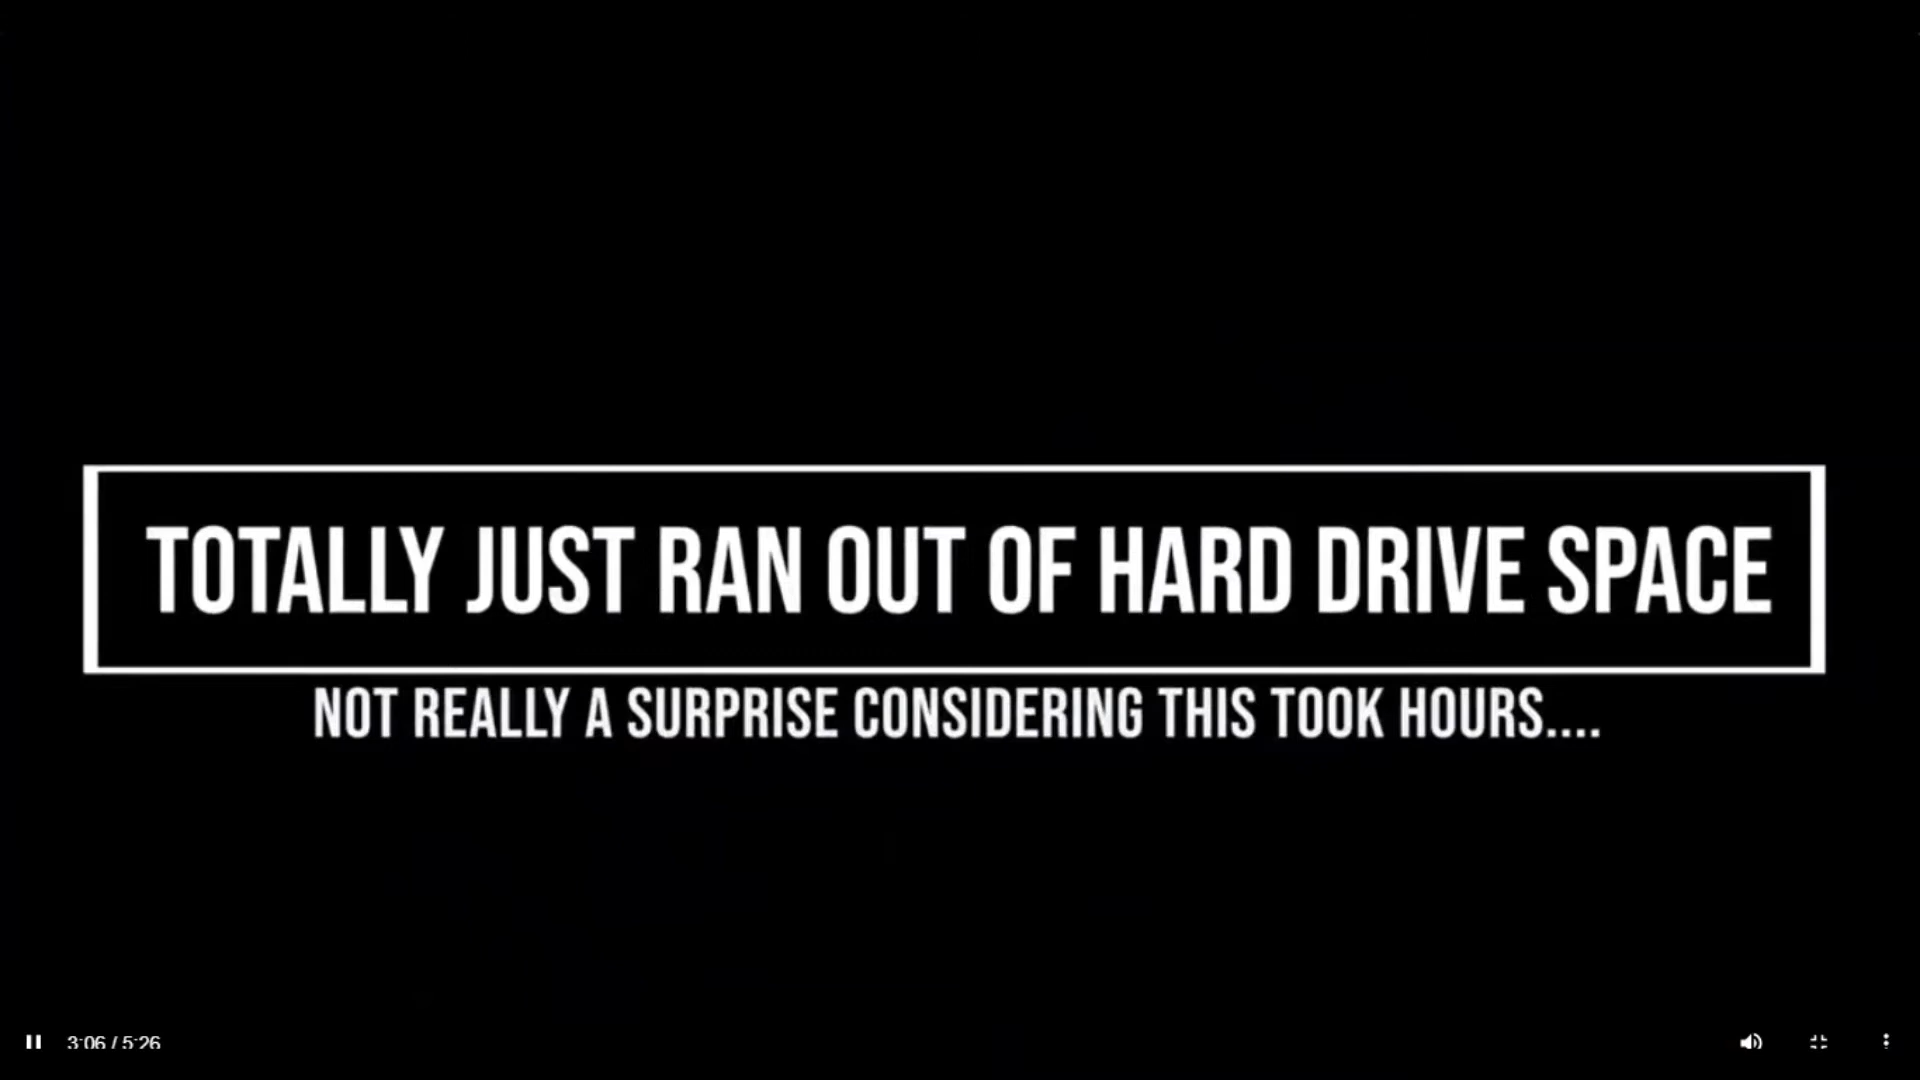 TOTALLY JUST RAN OUT OF HARD DRIVE SPACE
NOT REALLY A SURPRISE CONSIDERING THIS TOOK HOURS....
3:06 / 5:26